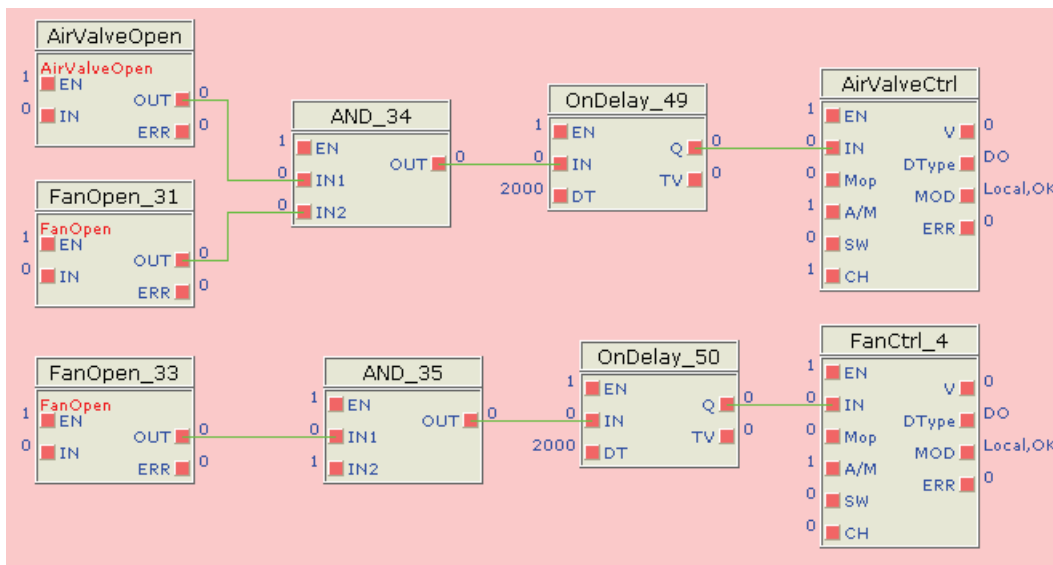 AirValveOpen
AirValveOpen
1 EN
OUT 0
0 IN
ERR 0
FanOpen_31
FanOpen
1 EN
OUT 0
0 IN
ERR 0
AND_34
1 EN
OUT 0
0 IN1
0 IN2
OnDelay_49
1 EN
Q 0
0 IN
TV 0
2000 DT
AirValveCtrl
1 EN
V 0
0 IN
DType DO
0 Mop
MOD Local,OK
1 A/M
ERR 0
0 SW
1 CH
FanOpen_33
FanOpen
1 EN
OUT 0
0 IN
ERR 0
AND_35
1 EN
OUT 0
0 IN1
1 IN2
OnDelay_50
1 EN
Q 0
0 IN
TV 0
2000 DT
FanCtrl_4
1 EN
V 0
0 IN
DType DO
0 Mop
MOD Local,OK
1 A/M
ERR 0
0 SW
0 CH